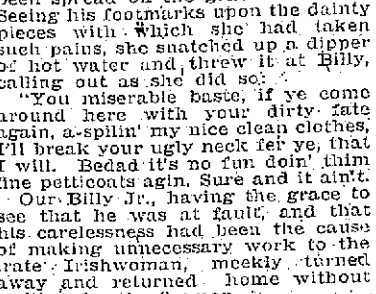 Seeing his footmarks upon the dainty
pieces with which she had taken
such pains, she snatched up a dipper
of hot water and threw it at Billy,
calling out as she did so:
"You miserable baste, if ye come
around here with your dirty fate
again, a-spilin' my nice clean clothes,
I'll break your ugly neck fer ye, that
I will. Bedad it's no fun doin' thim
fine petticoats agin. Sure and it ain't.
Our Billy Jr., having the grace to
see that he was at fault, and that
his carelessness had been the cause
of making unnecessary work to the
irate Irishwoman, meekly turned
away and returned home without